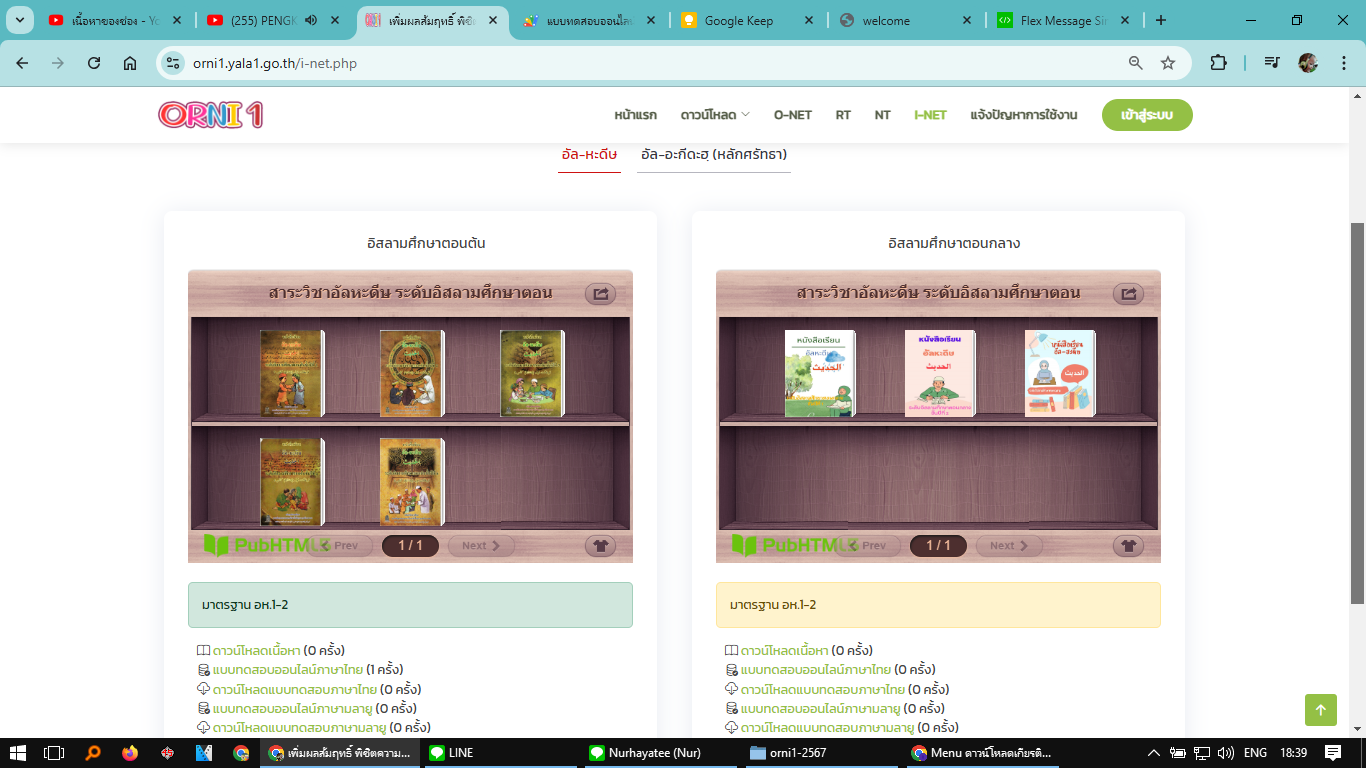 เนื้อหาของช่อง - Yo
(255) PENGK
เพิ่มผลสัมฤทธิ์ พิชิต
แบบทดสอบออนไลน์
Google Keep
welcome
Flex Message Sim
orni1.yala1.go.th/i-net.php
ORNI 1
หน้าแรก
ดาวน์โหลด
O-NET
RT
NT
I-NET
แจ้งปัญหาการใช้งาน
เข้าสู่ระบบ
อัล-หะดีษ
อัล-อะกีดะฮฺ (หลักศรัทธา)
อิสลามศึกษาตอนต้น
สาระวิชาอัลหะดีษ ระดับอิสลามศึกษาตอน
PubHTML
Prev
1 / 1
Next
มาตรฐาน อห.1-2
ดาวน์โหลดเนื้อหา (0 ครั้ง)
แบบทดสอบออนไลน์ภาษาไทย (1 ครั้ง)
ดาวน์โหลดแบบทดสอบภาษาไทย (0 ครั้ง)
แบบทดสอบออนไลน์ภาษามลายู (0 ครั้ง)
ดาวน์โหลดแบบทดสอบภาษามลายู (0 ครั้ง)
อิสลามศึกษาตอนกลาง
สาระวิชาอัลหะดีษ ระดับอิสลามศึกษาตอน
หนังสือเรียน
อัลหะดีษ
الحديث
หนังสือเรียน
อัลหะดีษ
الحديث
หนังสือเรียน
الحديث
PubHTML
Prev
1 / 1
Next
มาตรฐาน อห.1-2
ดาวน์โหลดเนื้อหา (0 ครั้ง)
แบบทดสอบออนไลน์ภาษาไทย (0 ครั้ง)
ดาวน์โหลดแบบทดสอบภาษาไทย (0 ครั้ง)
แบบทดสอบออนไลน์ภาษามลายู (0 ครั้ง)
ดาวน์โหลดแบบทดสอบภาษามลายู (0 ครั้ง)
เพิ่มผลสัมฤทธิ์ พิชิตความ...
LINE
Nurhayatee (Nur)
orni1-2567
Menu ดาวน์โหลดเกียรติ...
ENG
18:39